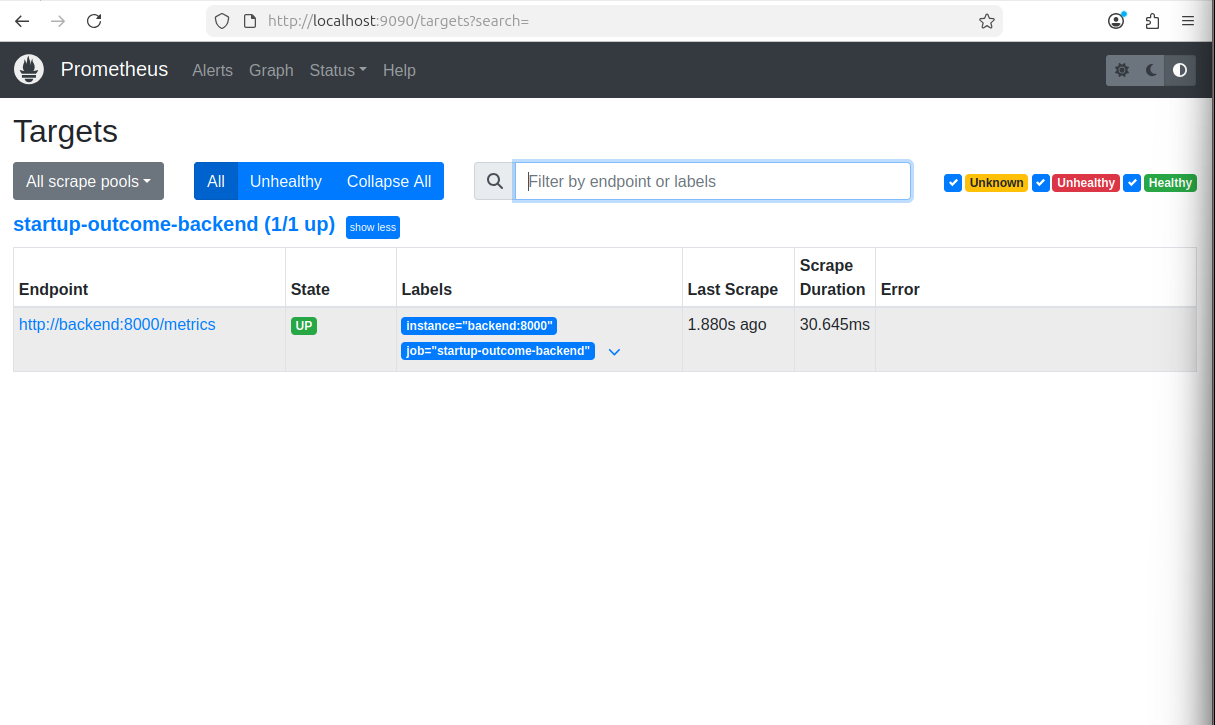 http://localhost:9090/targets?search=
Prometheus Alerts Graph Status Help
Targets
All scrape pools All Unhealthy Collapse All Filter by endpoint or labels Unknown Unhealthy Healthy
startup-outcome-backend (1/1 up) show less
Endpoint State Labels Last Scrape Scrape Duration Error
http://backend:8000/metrics UP instance="backend:8000" 1.880s ago 30.645ms
job="startup-outcome-backend"